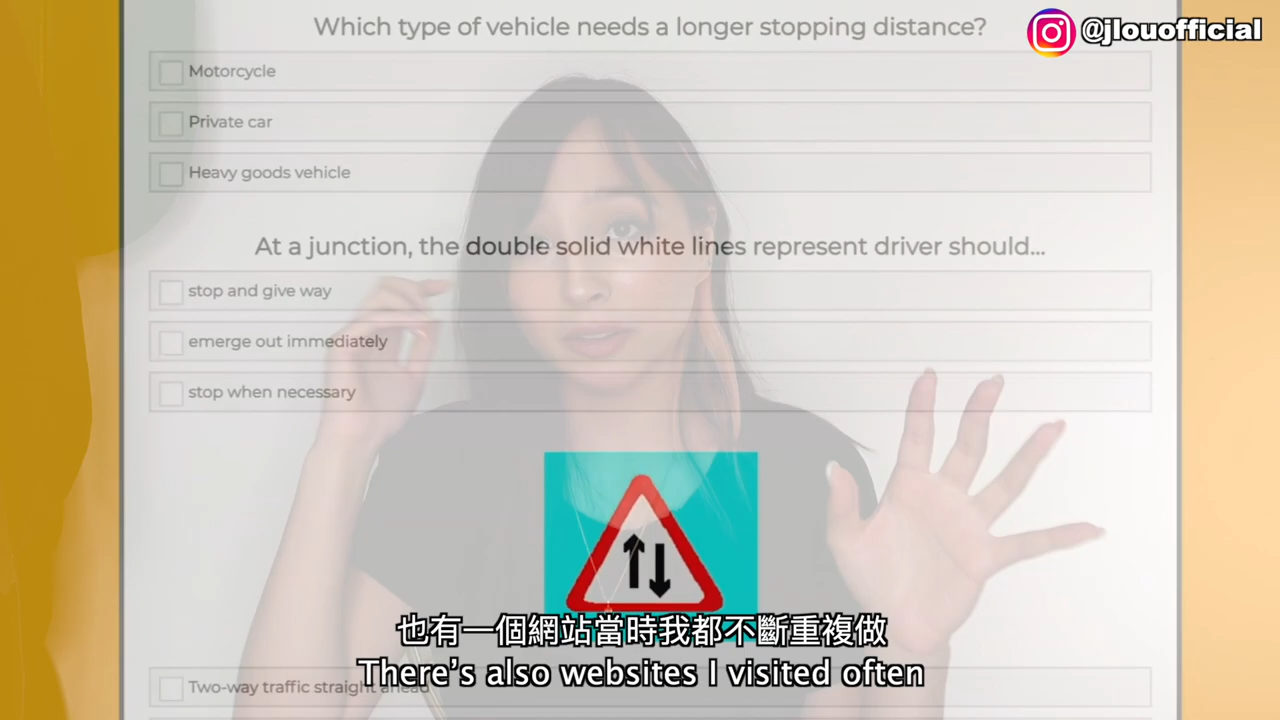 Which type of vehicle needs a longer stopping distance?
@jlouofficial
Motorcycle
Private car
Heavy goods vehicle
At a junction, the double solid white lines represent driver should...
stop and give way
emerge out immediately
stop when necessary
也有一個網站當時我都不斷重複做
There's also websites I visited often
Two-way traffic straight ahead